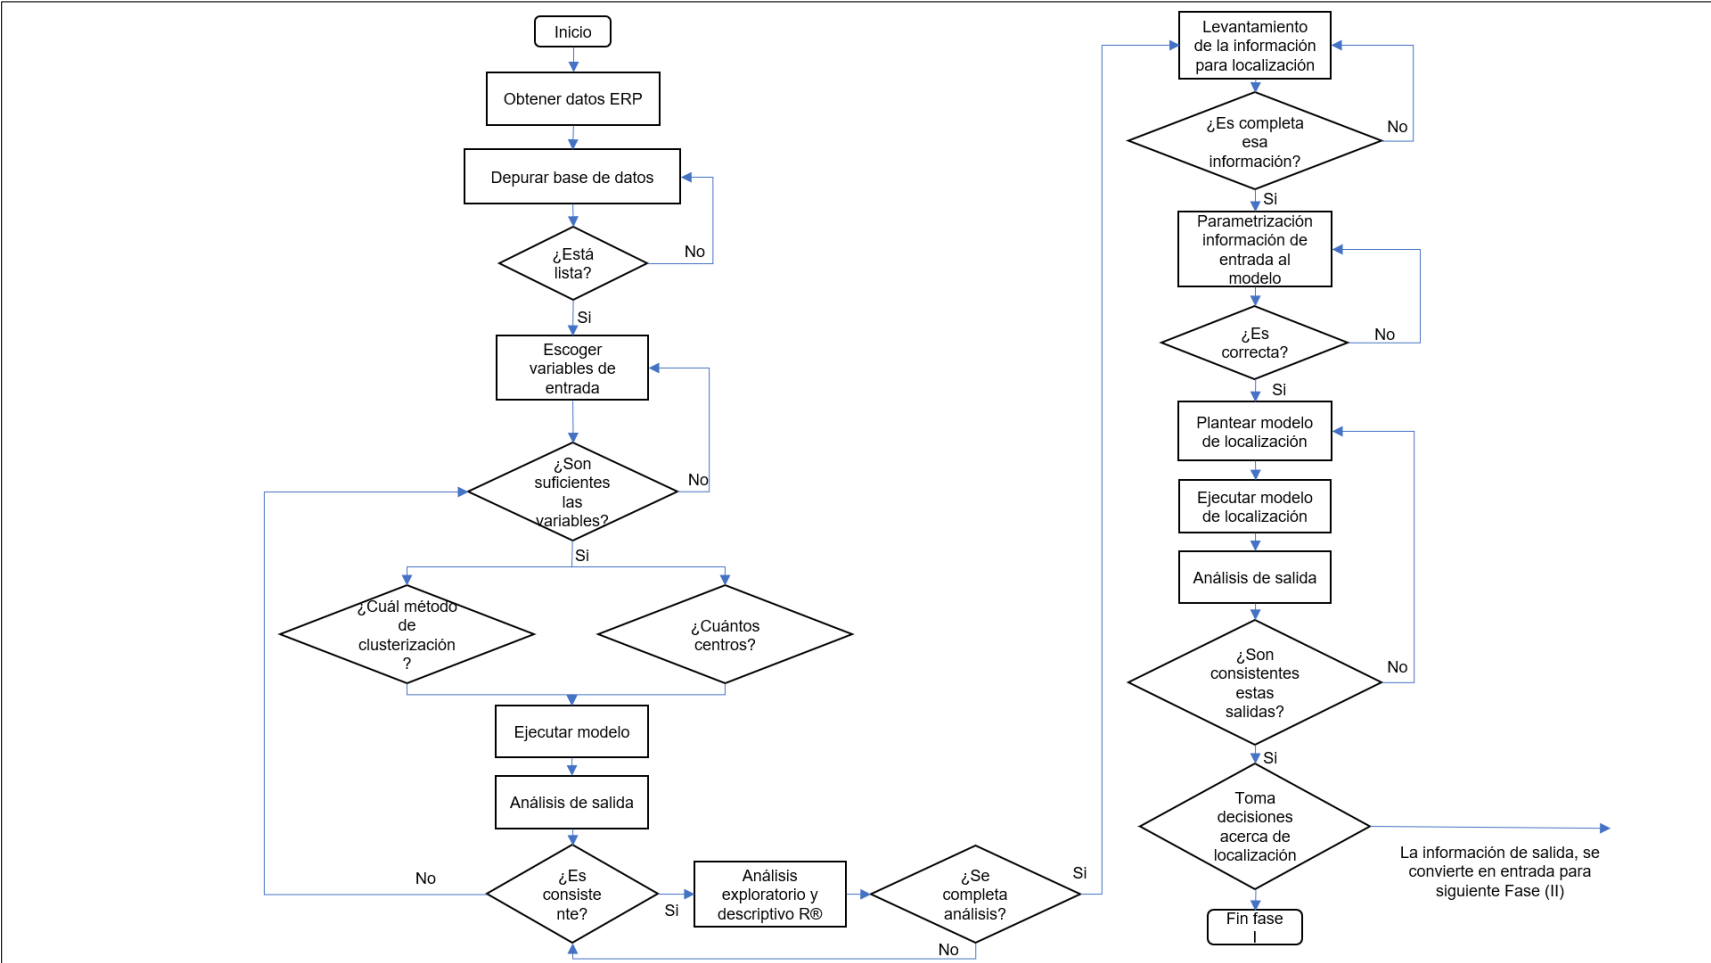 Inicio
Obtener datos ERP
Depurar base de datos
¿Está
lista?
No
Si
Escoger
variables de
entrada
¿Son
suficientes
las
variables?
No
Si
¿Cuál método
de
clusterización
?
¿Cuántos
centros?
Ejecutar modelo
Análisis de salida
¿Es
consiste
nte?
No
Si
Análisis
exploratorio y
descriptivo R®
¿Se
completa
análisis?
No
Si
Levantamiento
de la información
para localización
¿Es completa
esa
información?
No
Si
Parametrización
información de
entrada al
modelo
¿Es
correcta?
No
Si
Plantear modelo
de localización
Ejecutar modelo
de localización
Análisis de salida
¿Son
consistentes
estas
salidas?
No
Si
Toma
decisiones
acerca de
localización
La información de salida, se
convierte en entrada para
siguiente Fase (II)
Fin fase
I